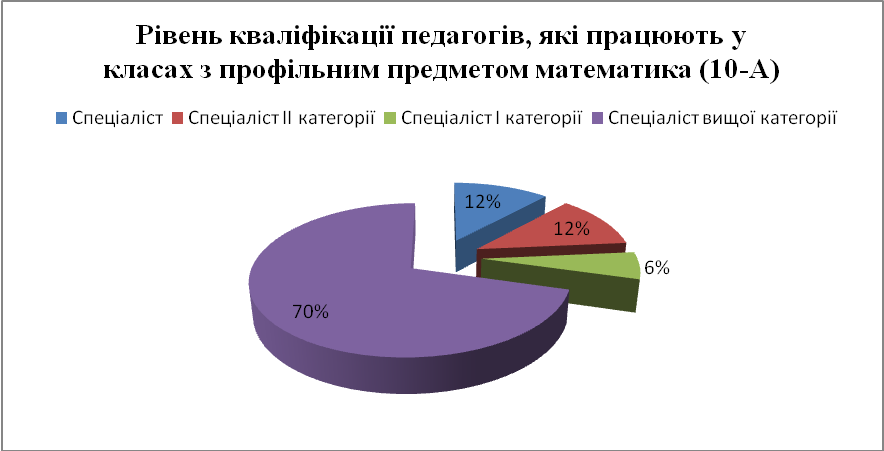 Рівень кваліфікації педагогів, які працюють у
класах з профільним предметом математика (10-А)
Спеціаліст Спеціаліст ІІ категорії Спеціаліст І категорії Спеціаліст вищої категорії
12%
12%
6%
70%